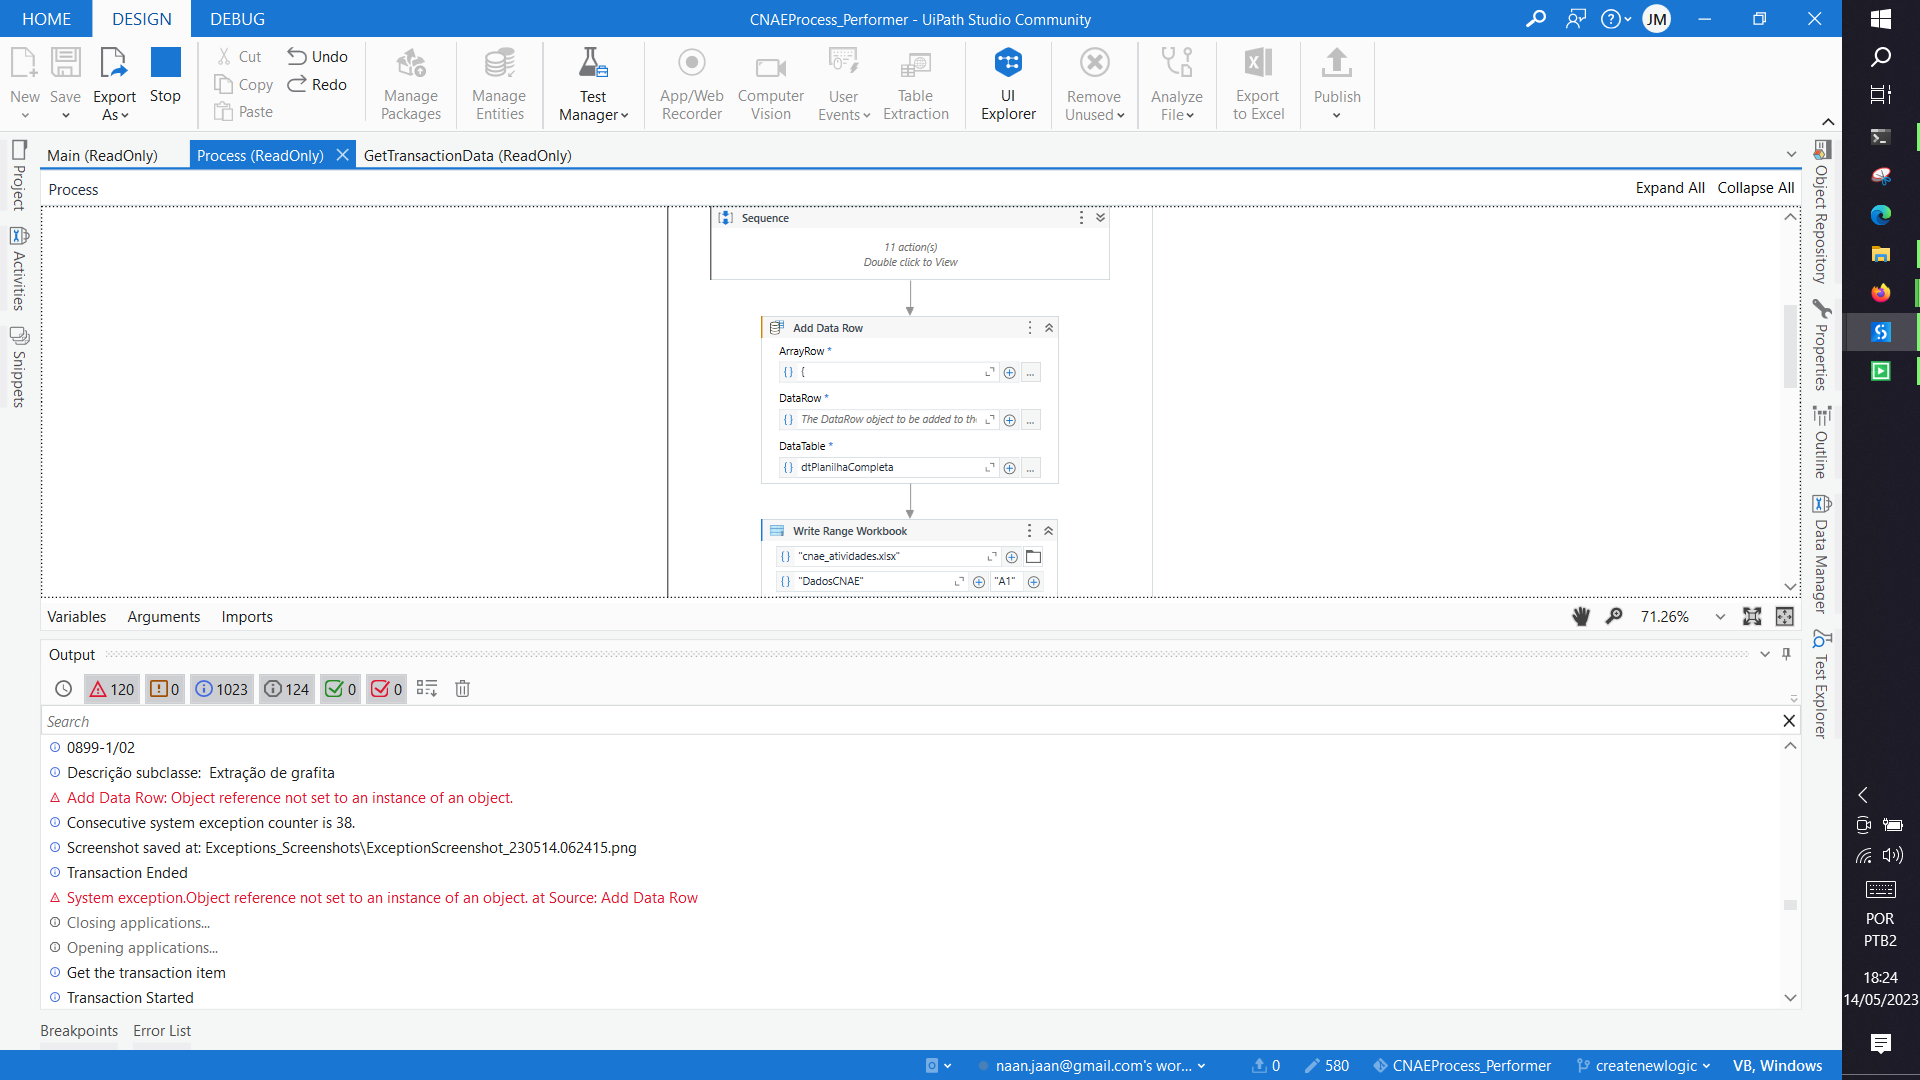 HOME DESIGN DEBUG
CNAEProcess_Performer - UiPath Studio Community
JM
New
Save
Export
As
Stop
Cut
Copy
Paste
Undo
Redo
Manage
Packages
Manage
Entities
Test
Manager
App/Web
Recorder
Computer
Vision
User
Events
Table
Extraction
UI
Explorer
Remove
Unused
Analyze
File
Export
to Excel
Publish
Main (ReadOnly) Process (ReadOnly) GetTransactionData (ReadOnly)
Process
Expand All Collapse All
Project
Activities
Snippets
Sequence
11 action(s)
Double click to View
Add Data Row
ArrayRow *
{} {
...
DataRow *
{} The DataRow object to be added to th
...
DataTable *
{} dtPlanilhaCompleta
...
Write Range Workbook
{} "cnae_atividades.xlsx"
{} "DadosCNAE" "A1"
Object Repository
Properties
Outline
Data Manager
Test Explorer
Variables Arguments Imports
71.26%
Output
120 0 1023 124 0 0
Search
0899-1/02
Descrição subclasse:  Extração de grafita
Add Data Row: Object reference not set to an instance of an object.
Consecutive system exception counter is 38.
Screenshot saved at: Exceptions_Screenshots\ExceptionScreenshot_230514.062415.png
Transaction Ended
System exception.Object reference not set to an instance of an object. at Source: Add Data Row
Closing applications...
Opening applications...
Get the transaction item
Transaction Started
Breakpoints Error List
naan.jaan@gmail.com's wor... 0 580 CNAEProcess_Performer createnewlogic VB, Windows
POR
PTB2
18:24
14/05/2023